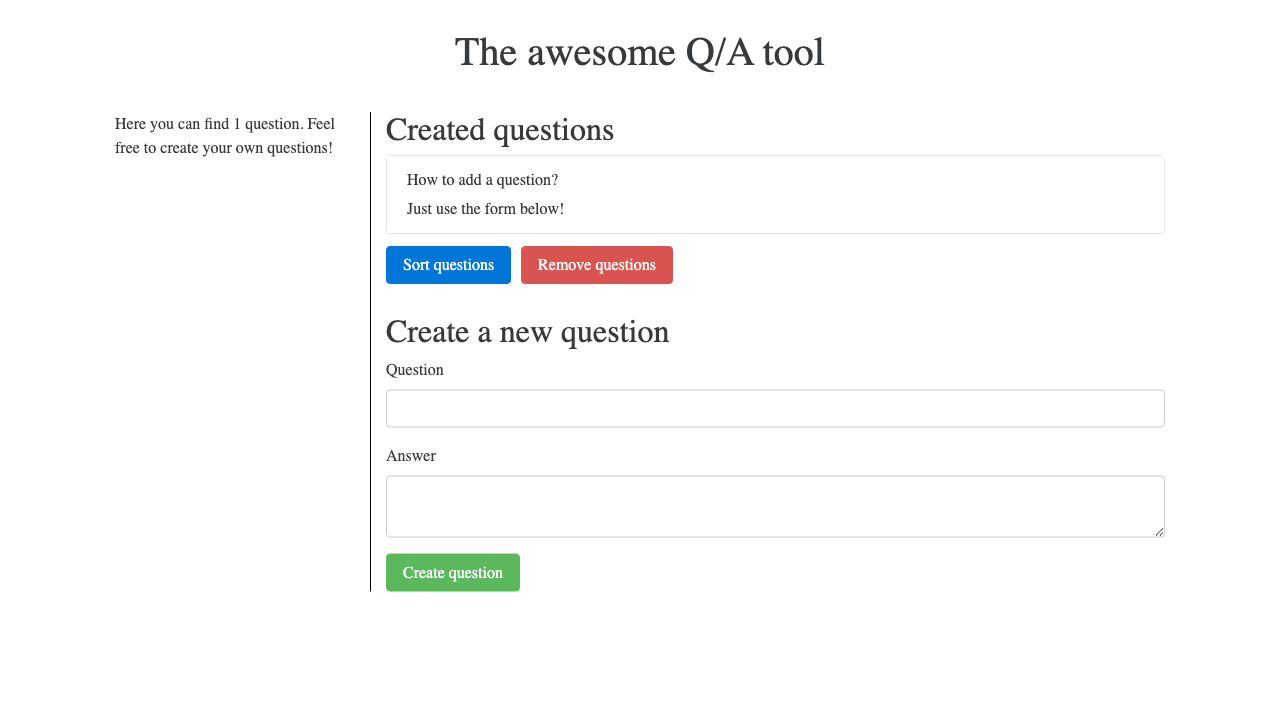 The awesome Q/A tool
Here you can find 1 question. Feel
free to create your own questions!
Created questions
How to add a question?
Just use the form below!
Sort questions
Remove questions
Create a new question
Question
Answer
Create question